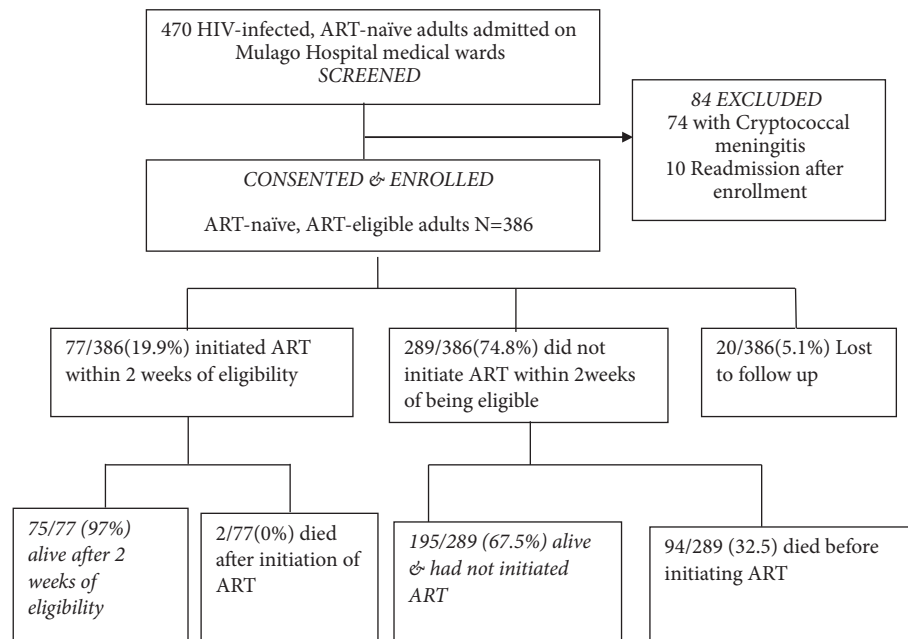 470 HIV-infected, ART-naïve adults admitted on
Mulago Hospital medical wards
SCREENED
84 EXCLUDED
74 with Cryptococcal
meningitis
10 Readmission after
enrollment
CONSENTED & ENROLLED
ART-naïve, ART-eligible adults N=386
77/386(19.9%) initiated ART
within 2 weeks of eligibility
289/386(74.8%) did not
initiate ART within 2weeks
of being eligible
20/386(5.1%) Lost
to follow up
75/77 (97%)
alive after 2
weeks of
eligibility
2/77(0%) died
after initiation of
ART
195/289 (67.5%) alive
& had not initiated
ART
94/289 (32.5) died before
initiating ART